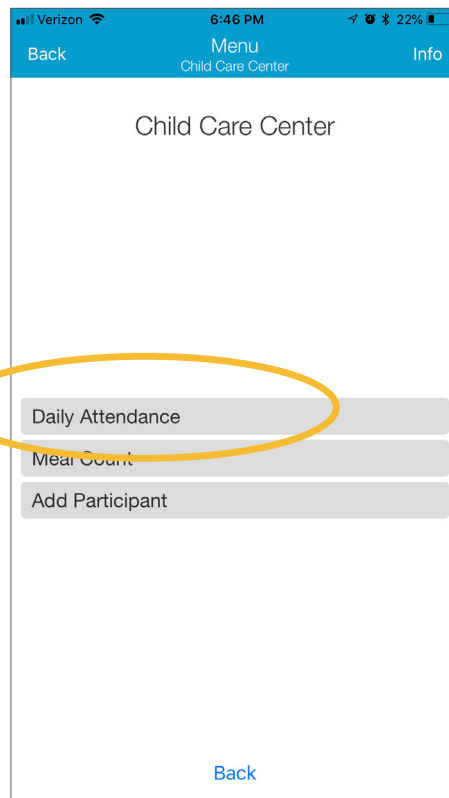 Verizon 6:46 PM 22%
Back Menu Info
Child Care Center
Child Care Center
Daily Attendance
Meal Count
Add Participant
Back